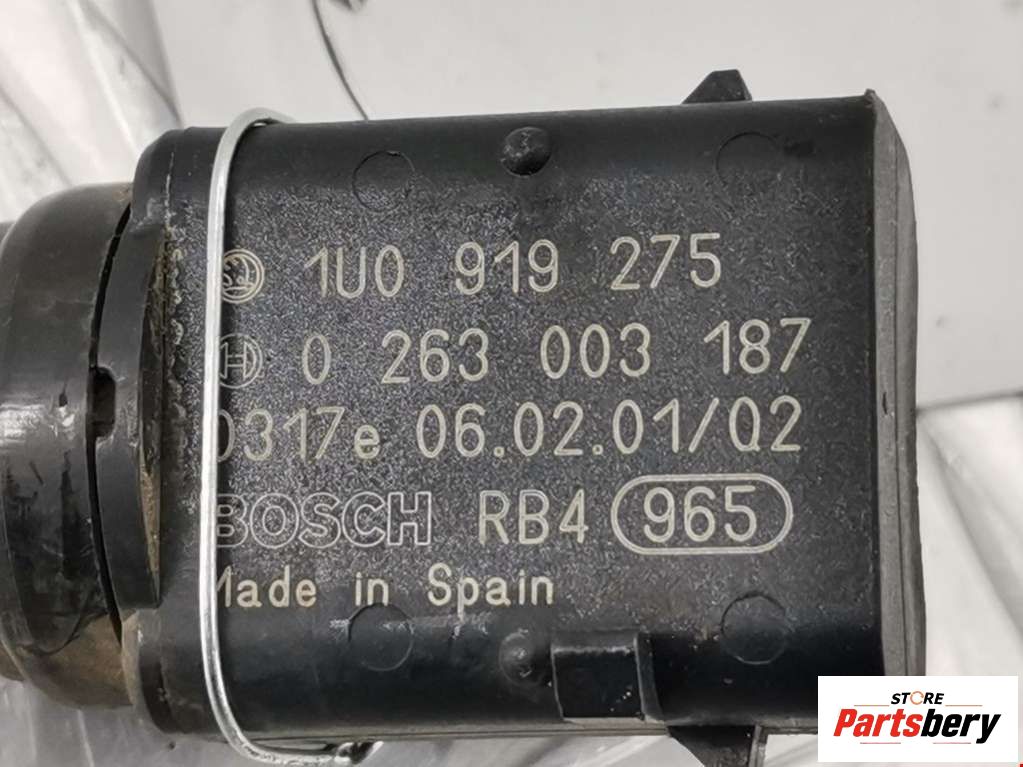 1U0 919 275
0 263 003 187
0317e 06.02.01/02
BOSCH RB4 965
Made in Spain
STORE
Partsbery